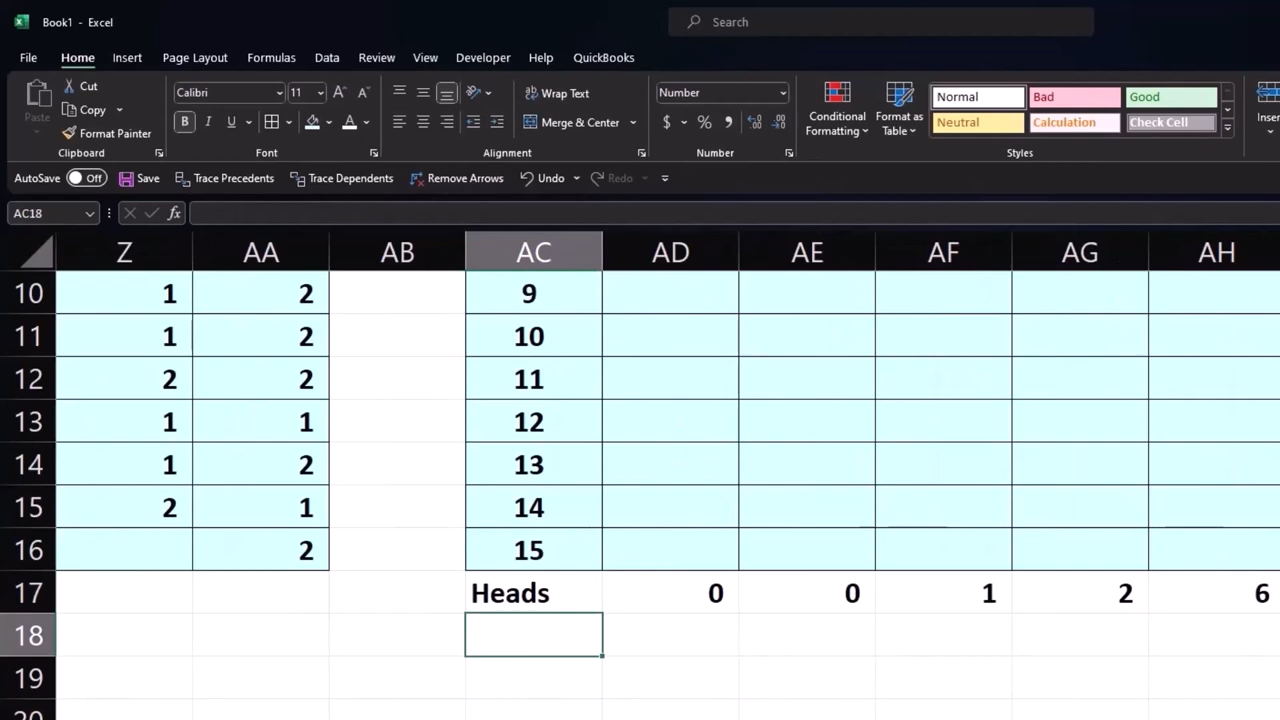 Book1 - Excel
Search
File Home Insert Page Layout Formulas Data Review View Developer Help QuickBooks
Paste
Cut
Copy
Format Painter
Clipboard
Calibri 11 A A
B I U A
Font
Wrap Text
Merge & Center
Alignment
Number
$ % 9
Number
Conditional Formatting
Format as Table
Normal Bad Good
Neutral Calculation Check Cell
Styles
Inser
AutoSave Off Save Trace Precedents Trace Dependents Remove Arrows Undo Redo
AC18 fx
Z AA AB AC AD AE AF AG AH
10 1 2 9
11 1 2 10
12 2 2 11
13 1 1 12
14 1 2 13
15 2 1 14
16 2 15
17 Heads 0 0 1 2 6
18
19
20